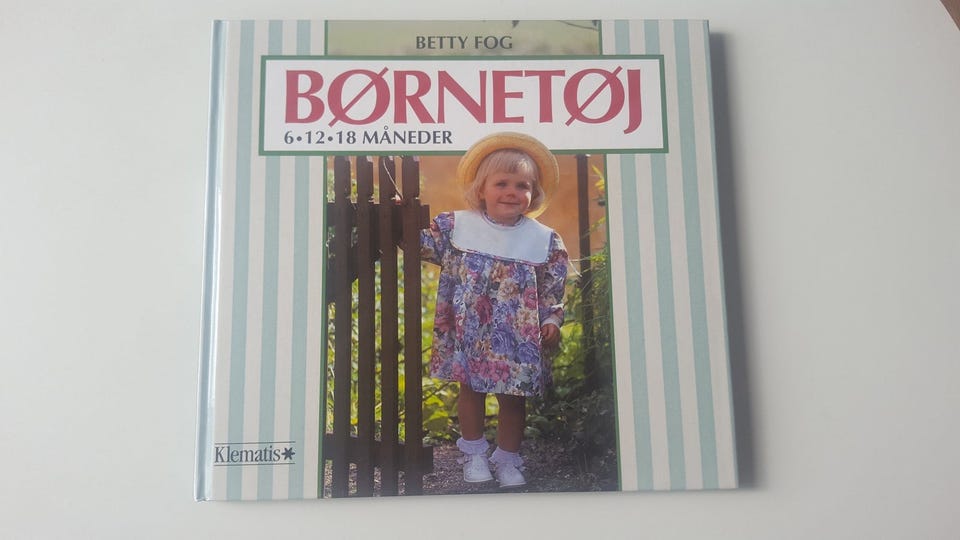 BETTY FOG
BØRNETØJ
6•12•18 MÅNEDER
Klematis*